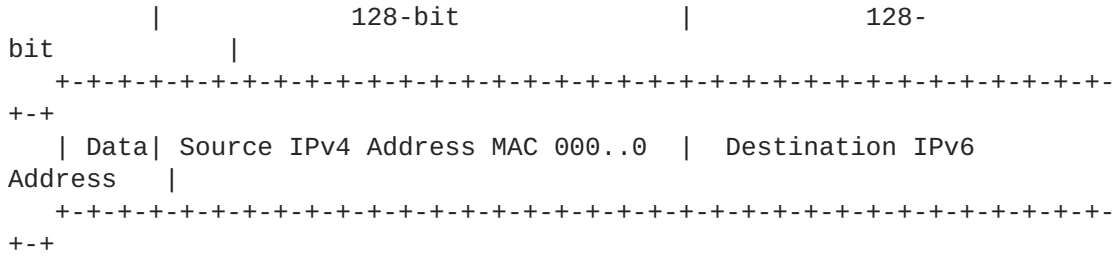 |            128-bit              |           128-
bit           |
+-+-+-+-+-+-+-+-+-+-+-+-+-+-+-+-+-+-+-+-+-+-+-+-+-+-+-+-+-+-+-+-+-+-
+-+
| Data| Source IPv4 Address MAC 000..0  |  Destination IPv6
Address   |
+-+-+-+-+-+-+-+-+-+-+-+-+-+-+-+-+-+-+-+-+-+-+-+-+-+-+-+-+-+-+-+-+-+-
+-+